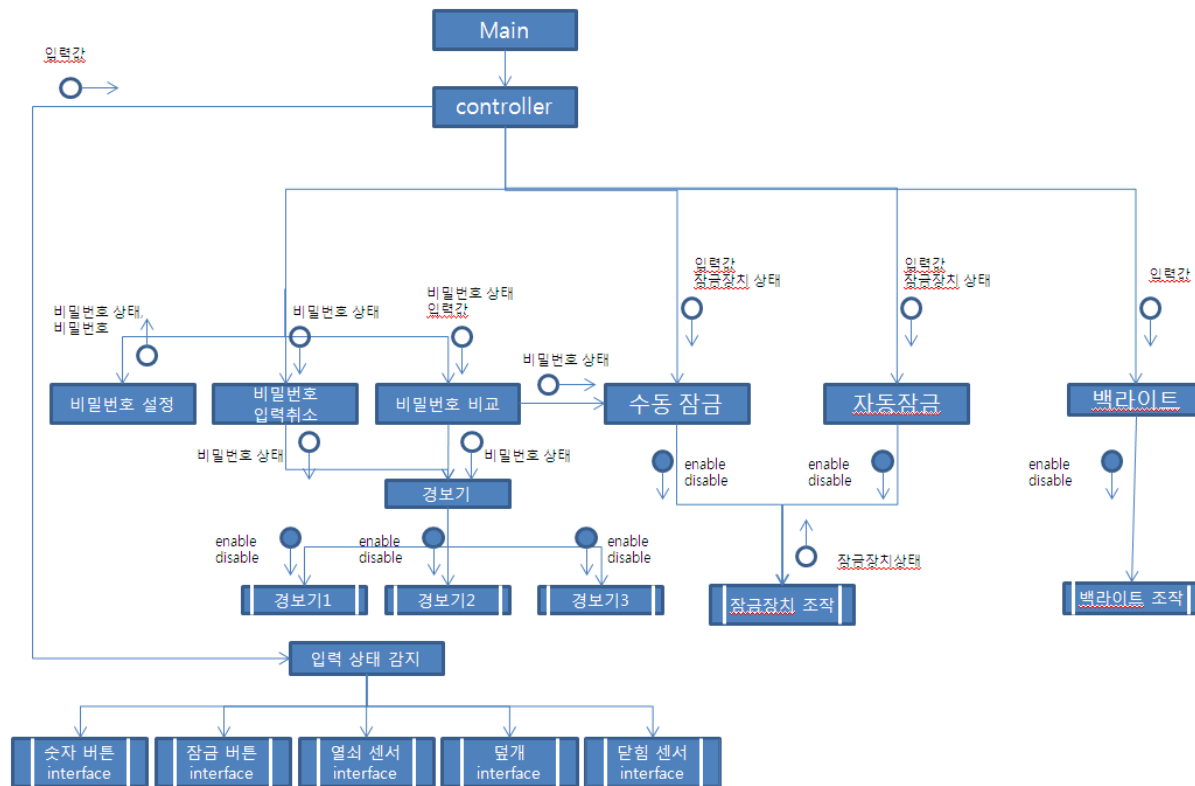 Main
입력값
controller
입력값
잠금장치 상태
입력값
잠금장치 상태
입력값
비밀번호 상태,
비밀번호
비밀번호 상태
비밀번호 상태
입력값
비밀번호 상태
비밀번호 설정
비밀번호
입력취소
비밀번호 비교
수동 잠금
자동잠금
백라이트
비밀번호 상태
비밀번호 상태
enable
disable
enable
disable
enable
disable
경보기
enable
disable
enable
disable
enable
disable
잠금장치상태
경보기1
경보기2
경보기3
잠금장치 조작
백라이트 조작
입력 상태 감지
숫자 버튼
interface
잠금 버튼
interface
열쇠 센서
interface
덮개
interface
닫힘 센서
interface